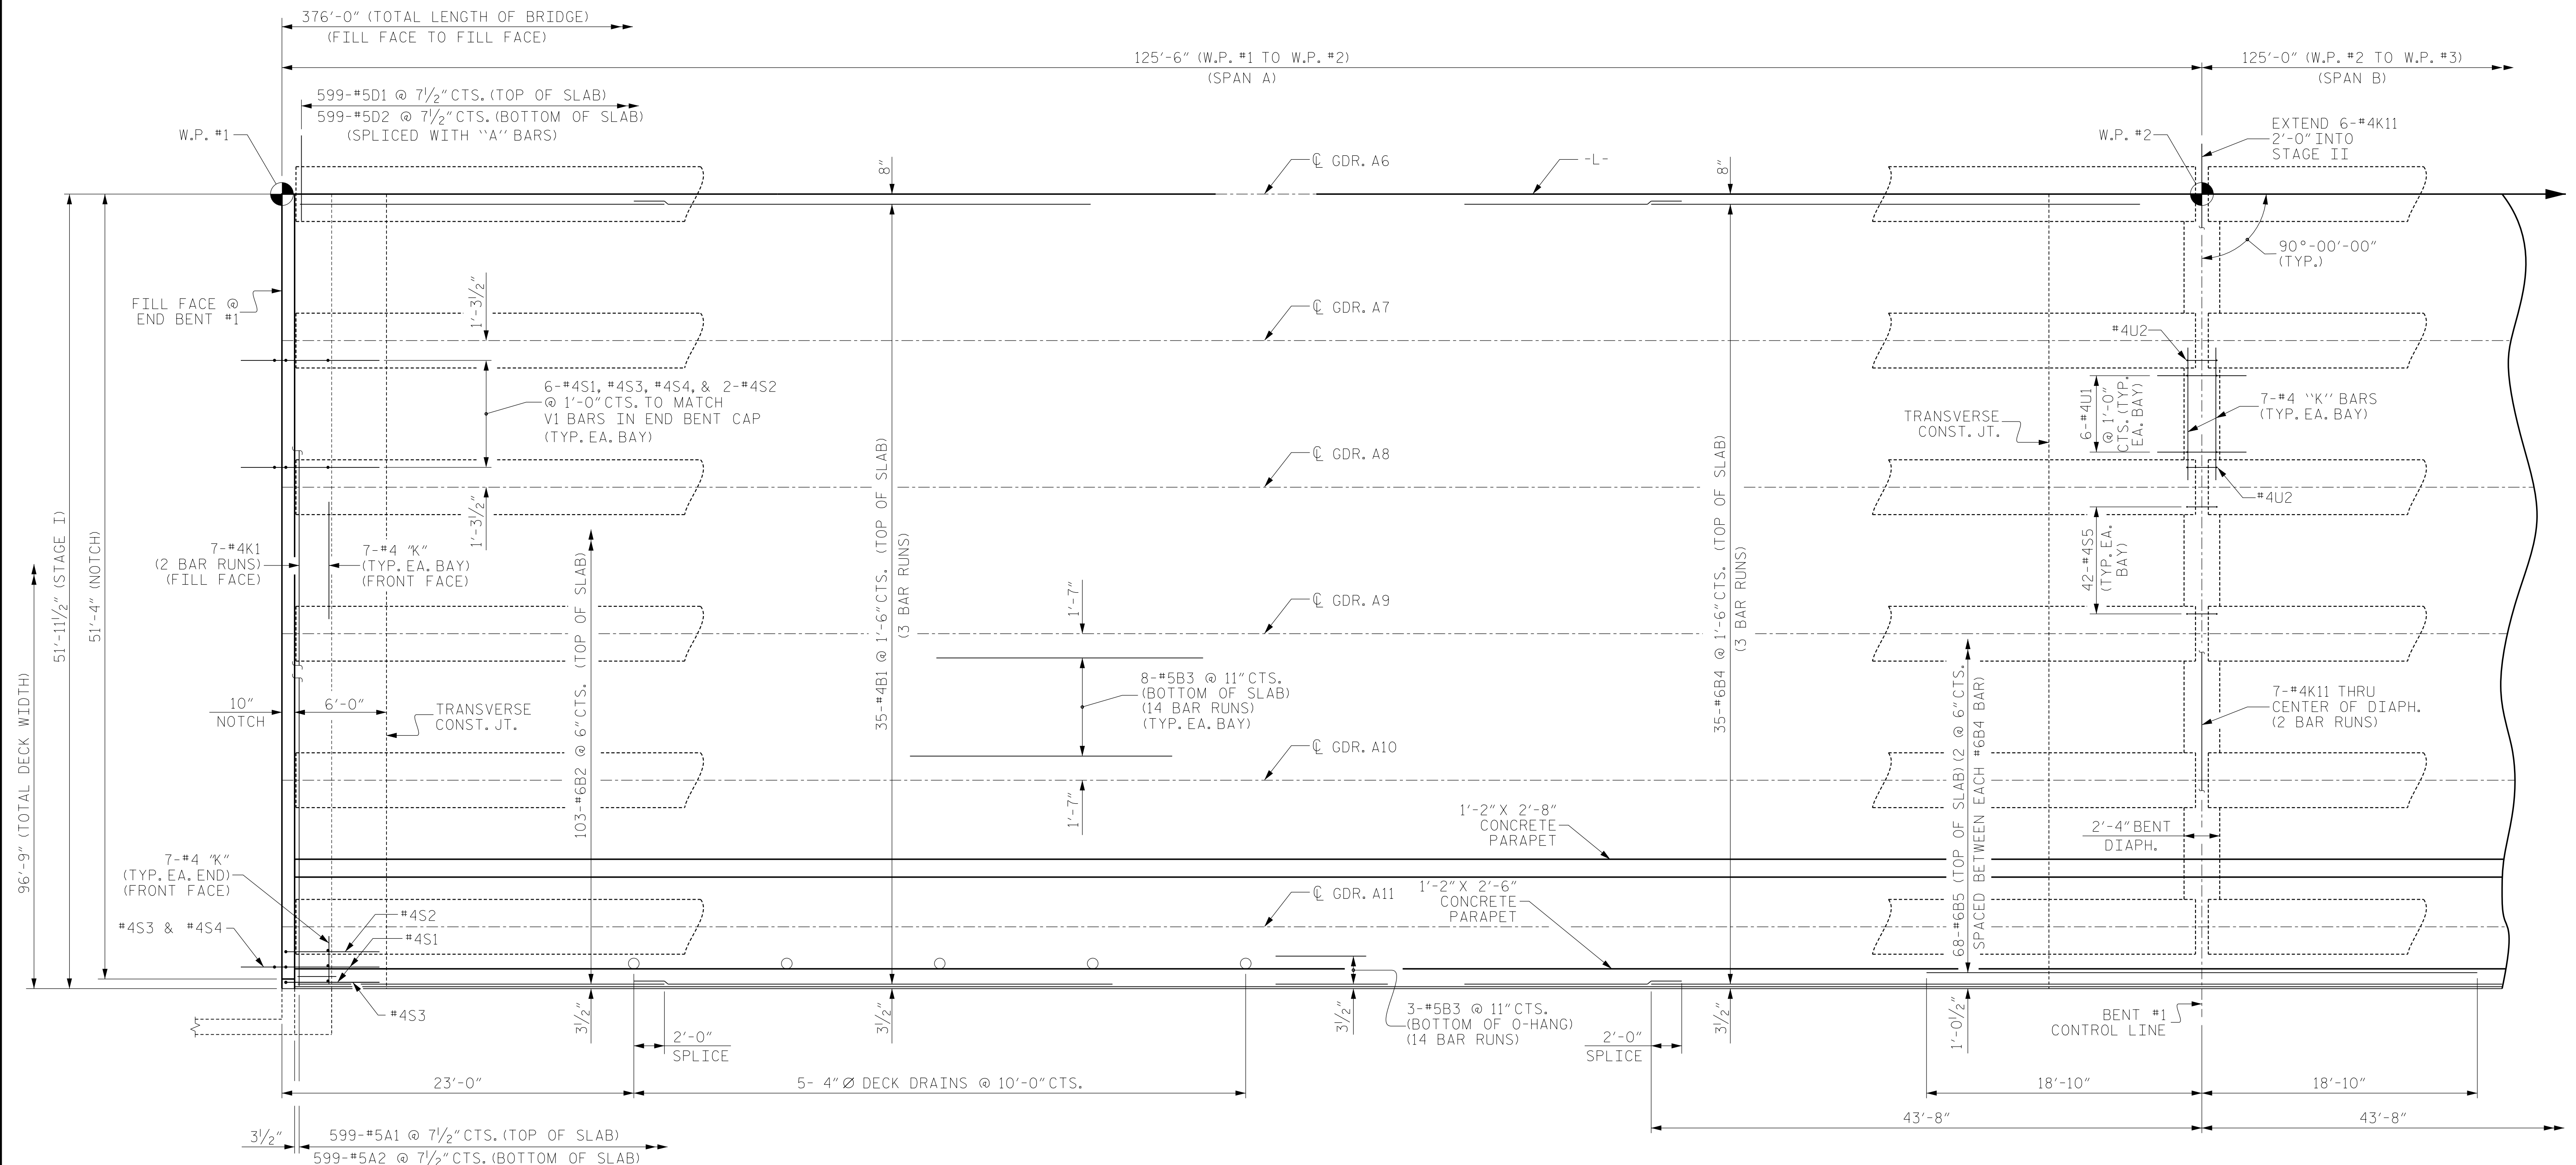 376'-0" (TOTAL LENGTH OF BRIDGE)
(FILL FACE TO FILL FACE)
125'-6" (W.P. #1 TO W.P. #2)
(SPAN A)
125'-0" (W.P. #2 TO W.P. #3)
(SPAN B)
599-#5D1 @ 7½" CTS. (TOP OF SLAB)
599-#5D2 @ 7½" CTS. (BOTTOM OF SLAB)
(SPLICED WITH "A" BARS)
W.P. #1
W.P. #2
EXTEND 6-#4K11
2'-0" INTO
STAGE II
8"
℄ GDR. A6
-L-
8"
90°-00'-00"
(TYP.)
FILL FACE @
END BENT #1
1'-3½"
℄ GDR. A7
#4U2
6-#4S1, #4S3, #4S4, & 2-#4S2
@ 1'-0" CTS. TO MATCH
V1 BARS IN END BENT CAP
(TYP. EA. BAY)
6-#4U1
@ 1'-0"
CTS. (TYP.
EA. BAY)
7-#4 "K" BARS
(TYP. EA. BAY)
TRANSVERSE
CONST. JT.
℄ GDR. A8
#4U2
1'-3½"
35-#4B1 @ 1'-6" CTS. (TOP OF SLAB)
(3 BAR RUNS)
35-#6B4 @ 1'-6" CTS. (TOP OF SLAB)
(3 BAR RUNS)
42-#4S5
(TYP. EA.
BAY)
96'-9" (TOTAL DECK WIDTH)
51'-11½" (STAGE I)
51'-4" (NOTCH)
7-#4K1
(2 BAR RUNS)
(FILL FACE)
7-#4 "K"
(TYP. EA. BAY)
(FRONT FACE)
103-#6B2 @ 6" CTS. (TOP OF SLAB)
1'-7"
℄ GDR. A9
8-#5B3 @ 11" CTS.
(BOTTOM OF SLAB)
(14 BAR RUNS)
(TYP. EA. BAY)
10"
NOTCH
6'-0"
TRANSVERSE
CONST. JT.
68-#6B5 (TOP OF SLAB) (2 @ 6" CTS.
SPACED BETWEEN EACH #6B4 BAR)
7-#4K11 THRU
CENTER OF DIAPH.
(2 BAR RUNS)
℄ GDR. A10
1'-7"
1'-2" X 2'-8"
CONCRETE
PARAPET
2'-4" BENT
DIAPH.
7-#4 "K"
(TYP. EA. END)
(FRONT FACE)
℄ GDR. A11
1'-2" X 2'-6"
CONCRETE
PARAPET
#4S3 & #4S4
#4S2
#4S1
#4S3
3½"
3½"
3½"
3½"
1'-0½"
2'-0"
SPLICE
3-#5B3 @ 11" CTS.
(BOTTOM OF O-HANG)
(14 BAR RUNS)
2'-0"
SPLICE
BENT #1
CONTROL LINE
23'-0"
5- 4" Ø DECK DRAINS @ 10'-0" CTS.
18'-10"
18'-10"
43'-8"
43'-8"
3½"
599-#5A1 @ 7½" CTS. (TOP OF SLAB)
599-#5A2 @ 7½" CTS. (BOTTOM OF SLAB)